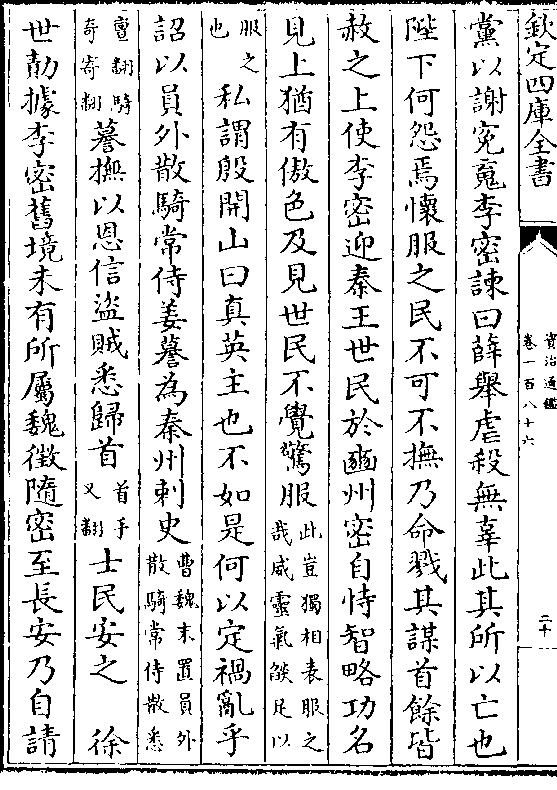 欽定四庫全書
資治通鑑
卷一百八十六
二十
黨以謝寃䰟李密諫曰薛舉虐殺無辜此其所以亡也
陛下何怨焉懷服之民不可不撫乃命戮其謀首餘皆
赦之上使李密迎秦王世民於豳州密自恃智略功名
見上猶有傲色及見世民不覺驚服此豈獨相表服之
哉威靈氣燄足以
服之
也私謂殷開山曰真英主也不如是何以定禍亂乎
詔以員外散騎常侍姜謩為秦州刺史曹魏末置員外
散騎常侍散悉
亶翻騎
奇寄翻謩撫以恩信盜賊悉歸首首手
又翻士民安之 徐
世勣據李密舊境未有所屬魏徴隨密至長安乃自請